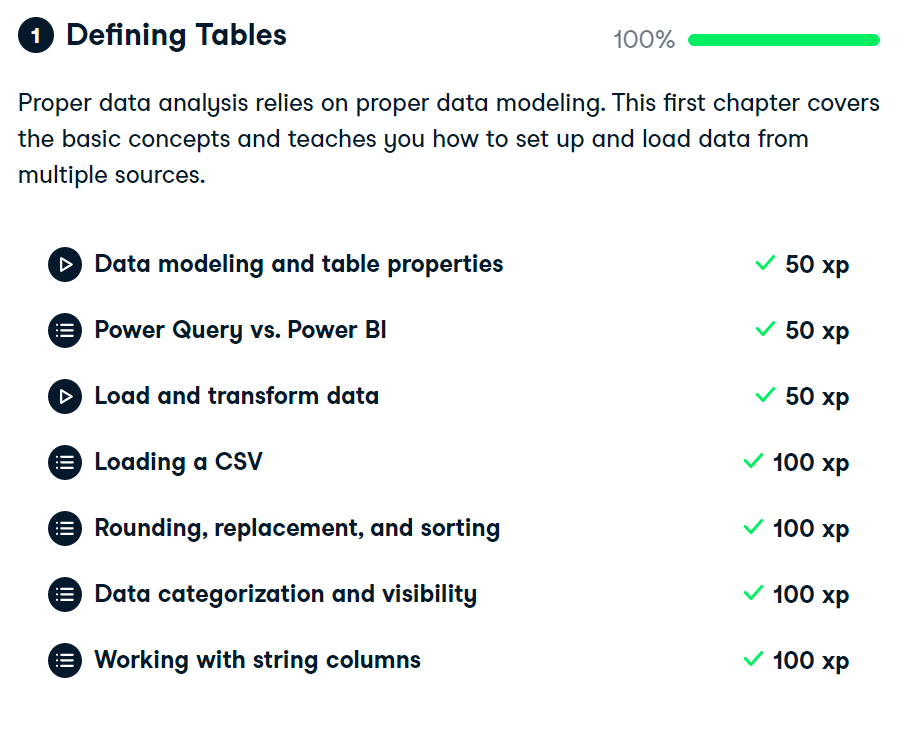 1 Defining Tables 100%
Proper data analysis relies on proper data modeling. This first chapter covers
the basic concepts and teaches you how to set up and load data from
multiple sources.
Data modeling and table properties 50 xp
Power Query vs. Power BI 50 xp
Load and transform data 50 xp
Loading a CSV 100 xp
Rounding, replacement, and sorting 100 xp
Data categorization and visibility 100 xp
Working with string columns 100 xp